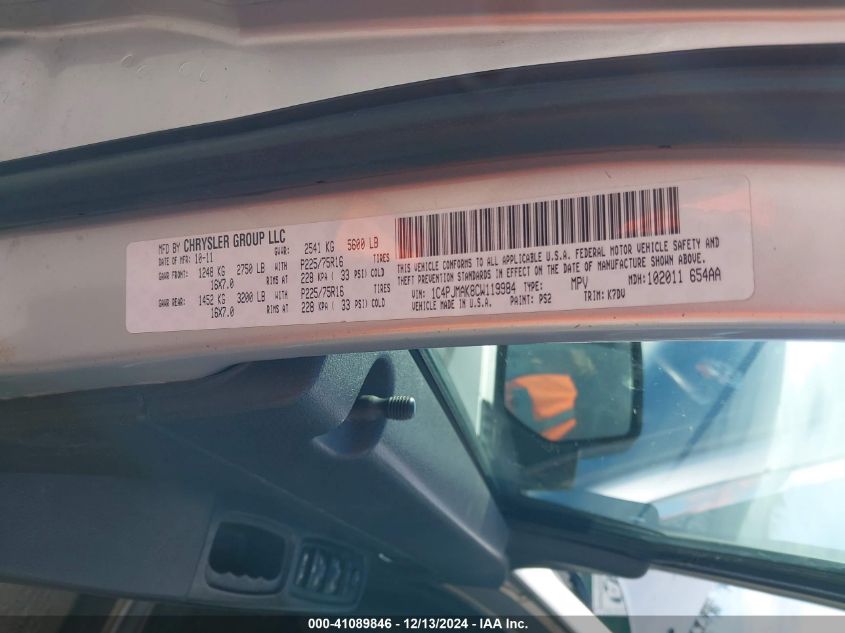 MFD BY CHRYSLER GROUP LLC
DATE OF MFR: 10-11 GVWR: 2541 KG 5600 LB
GAWR FRONT: 1248 KG 2750 LB WITH P225/75R16 TIRES
16X7.0 RIMS AT 228 KPA ( 33 PSI) COLD
GAWR REAR: 1452 KG 3200 LB WITH P225/75R16 TIRES
16X7.0 RIMS AT 228 KPA ( 33 PSI) COLD
THIS VEHICLE CONFORMS TO ALL APPLICABLE U.S.A. FEDERAL MOTOR VEHICLE SAFETY AND
THEFT PREVENTION STANDARDS IN EFFECT ON THE DATE OF MANUFACTURE SHOWN ABOVE.
VIN: 1C4PJMAK8CW119984 TYPE: MPV MDH: 102011 654AA
VEHICLE MADE IN U.S.A. PAINT: PS2 TRIM: K7DV
000-41089846 - 12/13/2024 - IAA Inc.